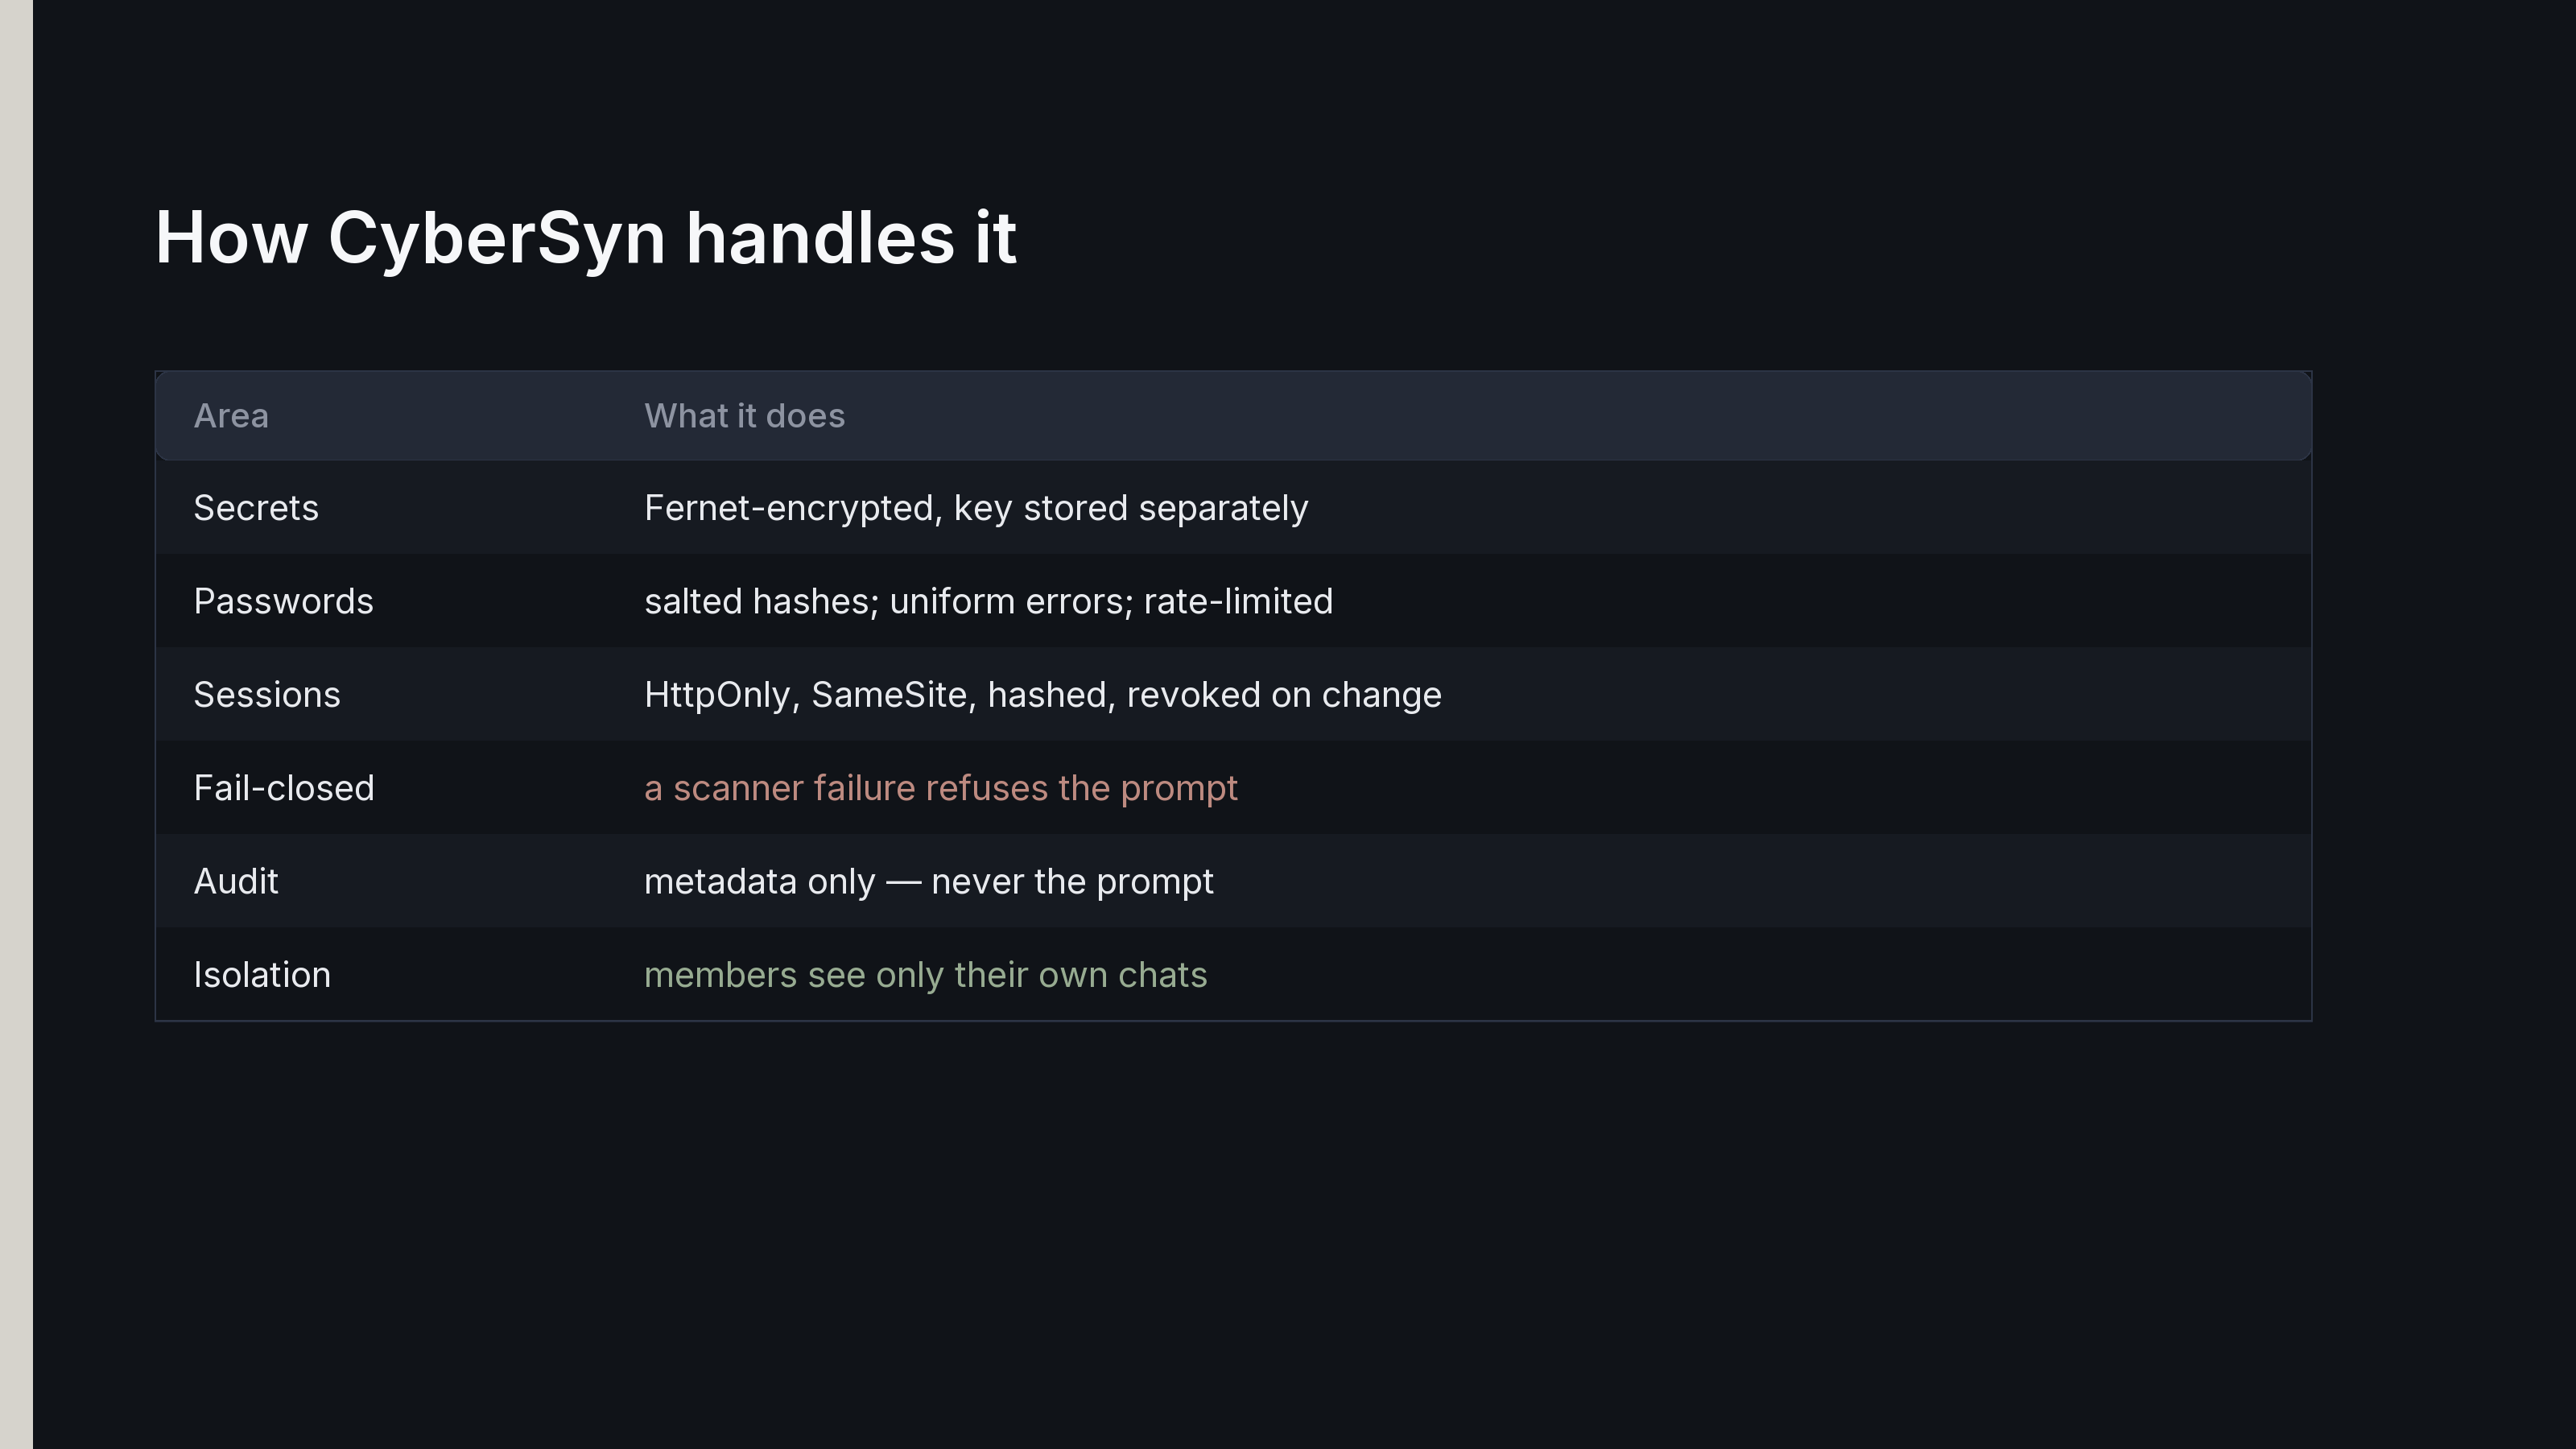 How CyberSyn handles it
Area What it does
Secrets Fernet-encrypted, key stored separately
Passwords salted hashes; uniform errors; rate-limited
Sessions HttpOnly, SameSite, hashed, revoked on change
Fail-closed a scanner failure refuses the prompt
Audit metadata only — never the prompt
Isolation members see only their own chats